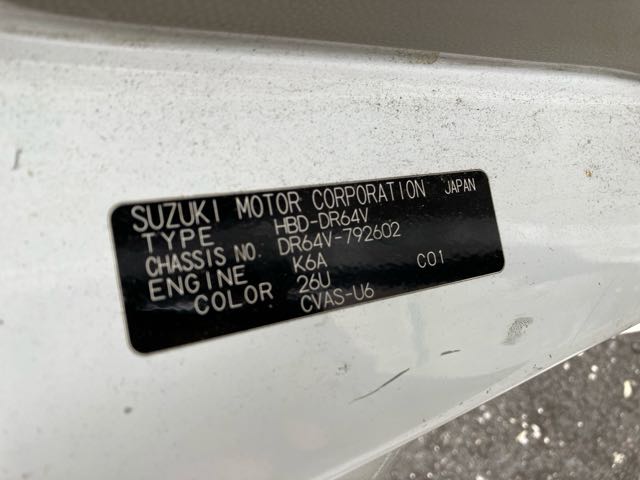 SUZUKI MOTOR CORPORATION JAPAN
TYPE HBD-DR64V
CHASSIS NO. DR64V-792602
ENGINE K6A
COLOR 26U C01
CVAS-U6